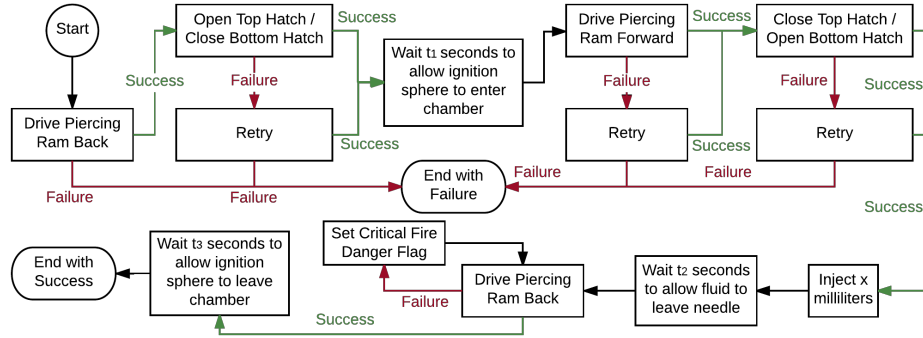 Start
Open Top Hatch /
Close Bottom Hatch
Success
Failure
Success
Retry
Success
Failure
Drive Piercing
Ram Back
Failure
Wait t1 seconds to
allow ignition
sphere to enter
chamber
Drive Piercing
Ram Forward
Success
Failure
Retry
Success
Failure
Close Top Hatch /
Open Bottom Hatch
Success
Failure
Retry
Failure
Success
End with
Failure
End with
Success
Wait t3 seconds to
allow ignition
sphere to leave
chamber
Set Critical Fire
Danger Flag
Drive Piercing
Ram Back
Failure
Success
Wait t2 seconds
to allow fluid to
leave needle
Inject x
milliliters